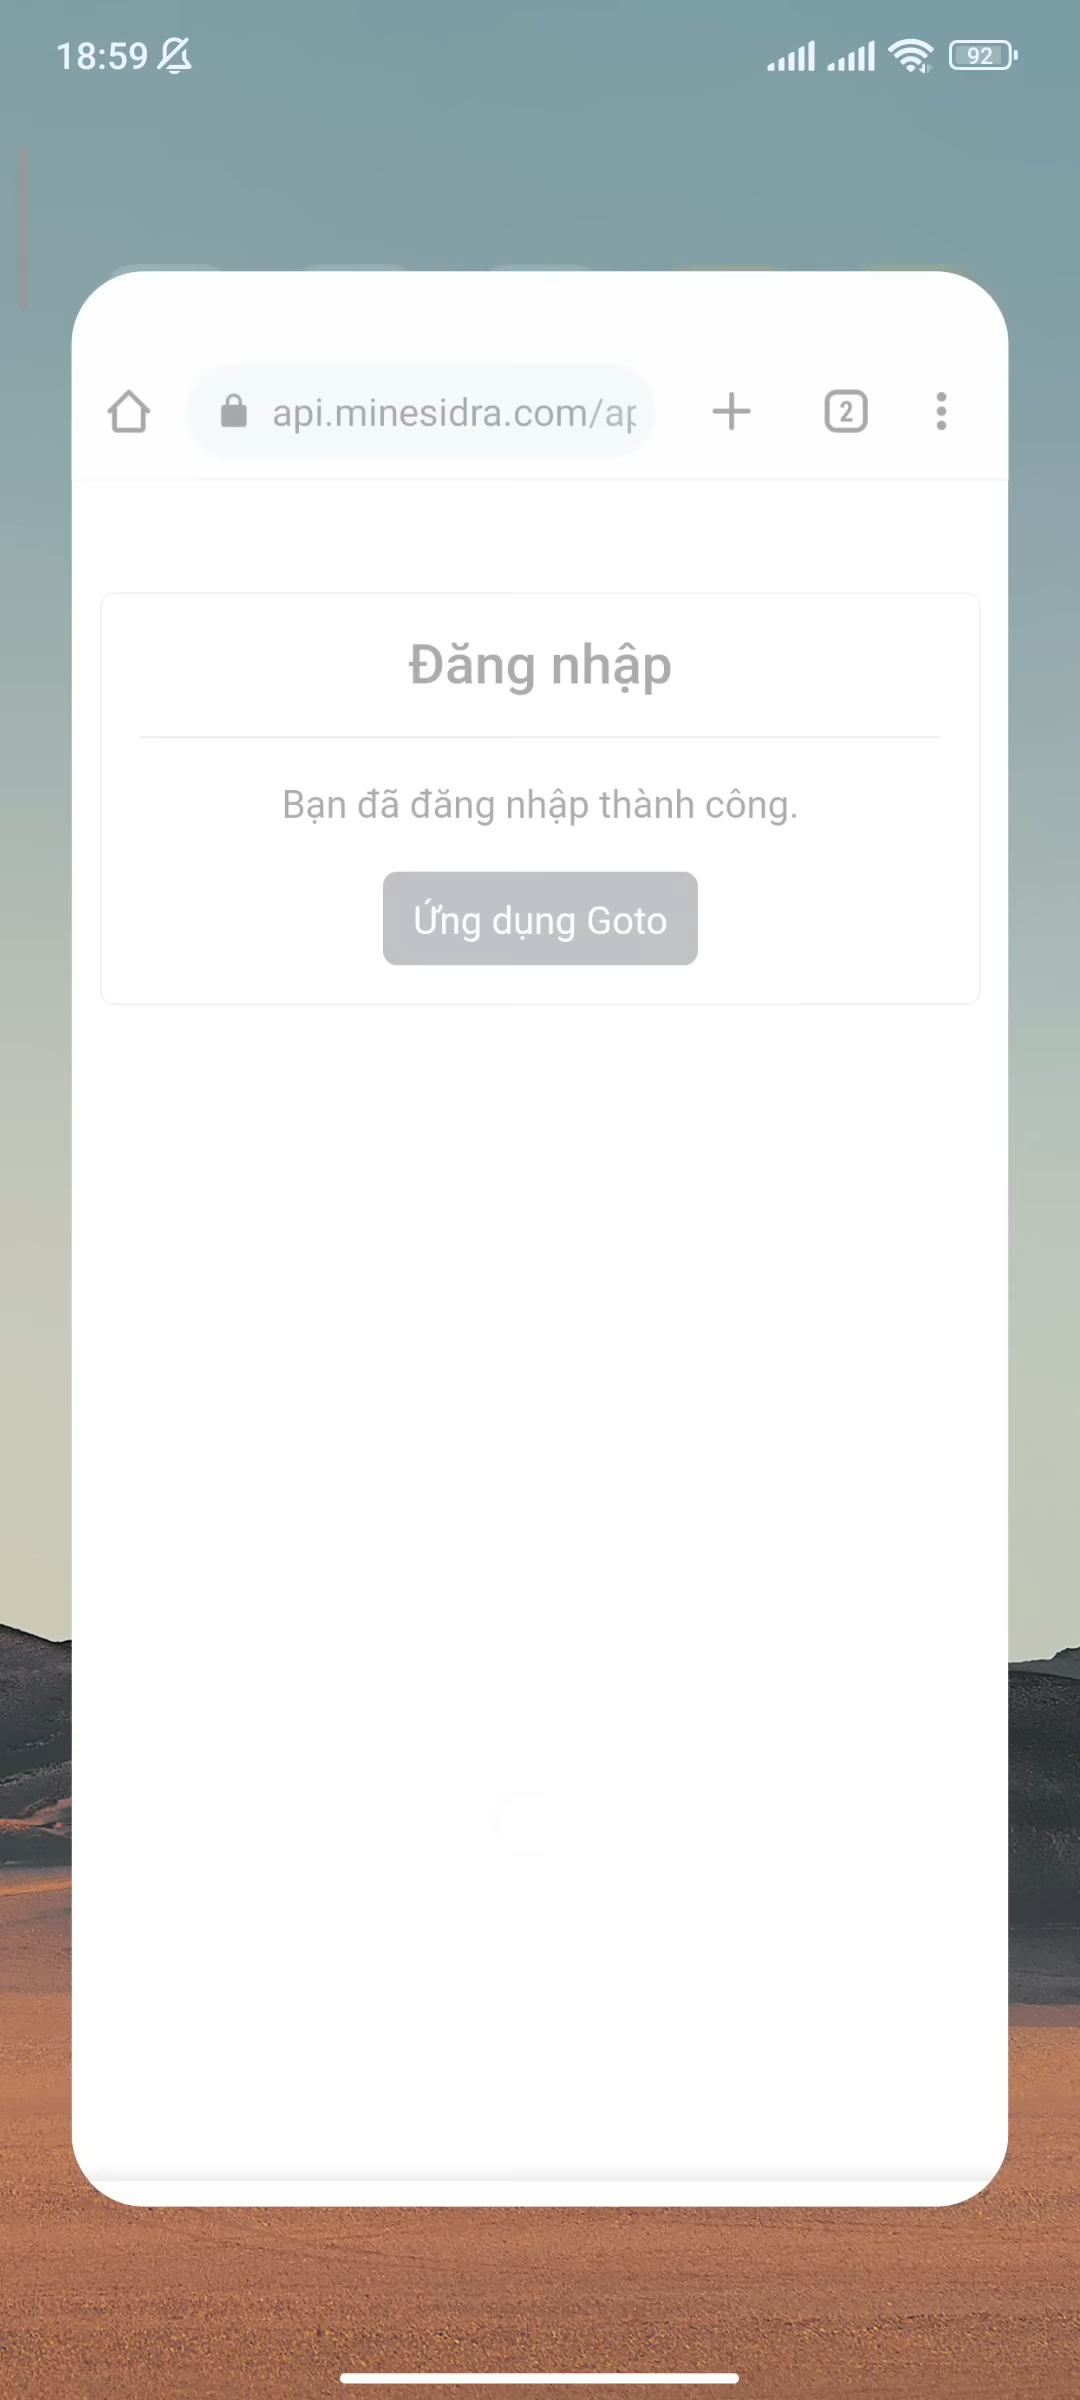 18:59
92
api.minesidra.com/ap
2
Đăng nhập
Bạn đã đăng nhập thành công.
Ứng dụng Goto